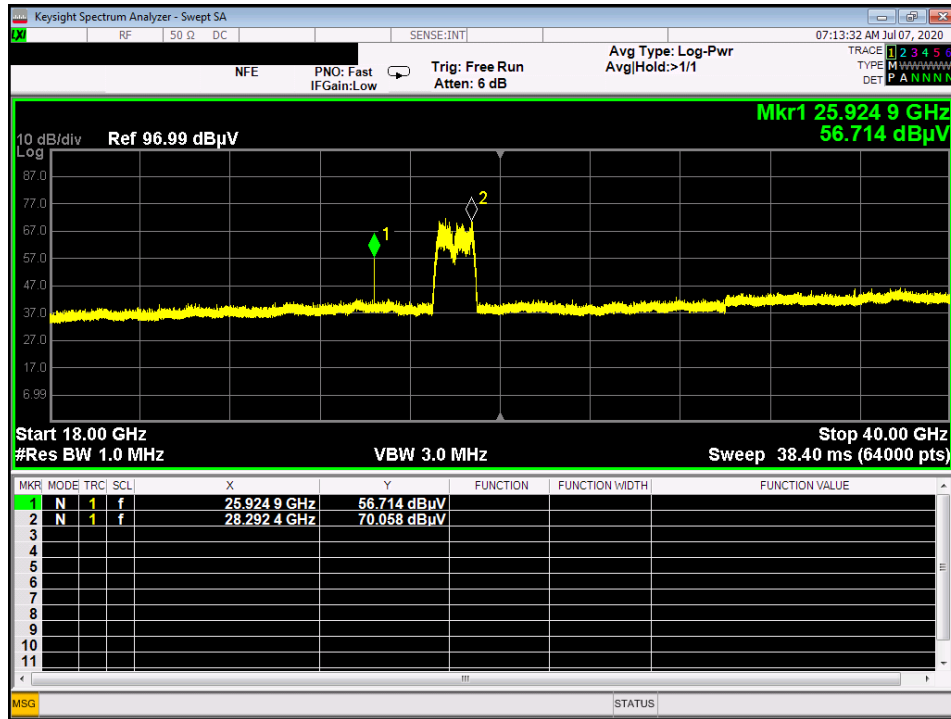 Keysight Spectrum Analyzer - Swept SA
LXI RF 50 Ω DC SENSE:INT 07:13:32 AM Jul 07, 2020
NFE PNO: Fast IFGain:Low Trig: Free Run Atten: 6 dB Avg Type: Log-Pwr Avg|Hold:>1/1
TRACE 1 2 3 4 5 6
TYPE M WWWWW
DET P A N N N N
Mkr1 25.924 9 GHz
56.714 dBµV
10 dB/div Ref 96.99 dBµV
Log
87.0
77.0
2
67.0
1
57.0
47.0
37.0
27.0
17.0
6.99
Start 18.00 GHz Stop 40.00 GHz
#Res BW 1.0 MHz VBW 3.0 MHz Sweep 38.40 ms (64000 pts)
MKR MODE TRC SCL X Y FUNCTION FUNCTION WIDTH FUNCTION VALUE
1 N 1 f 25.924 9 GHz 56.714 dBµV
2 N 1 f 28.292 4 GHz 70.058 dBµV
3
4
5
6
7
8
9
10
11
MSG STATUS